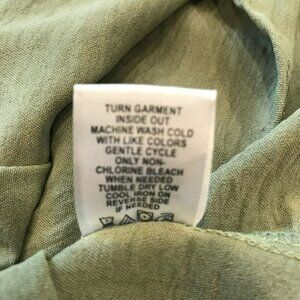 TURN GARMENT
INSIDE OUT
MACHINE WASH COLD
WITH LIKE COLORS
GENTLE CYCLE
ONLY NON-
CHLORINE BLEACH
WHEN NEEDED
TUMBLE DRY LOW
COOL IRON ON
REVERSE SIDE
IF NEEDED